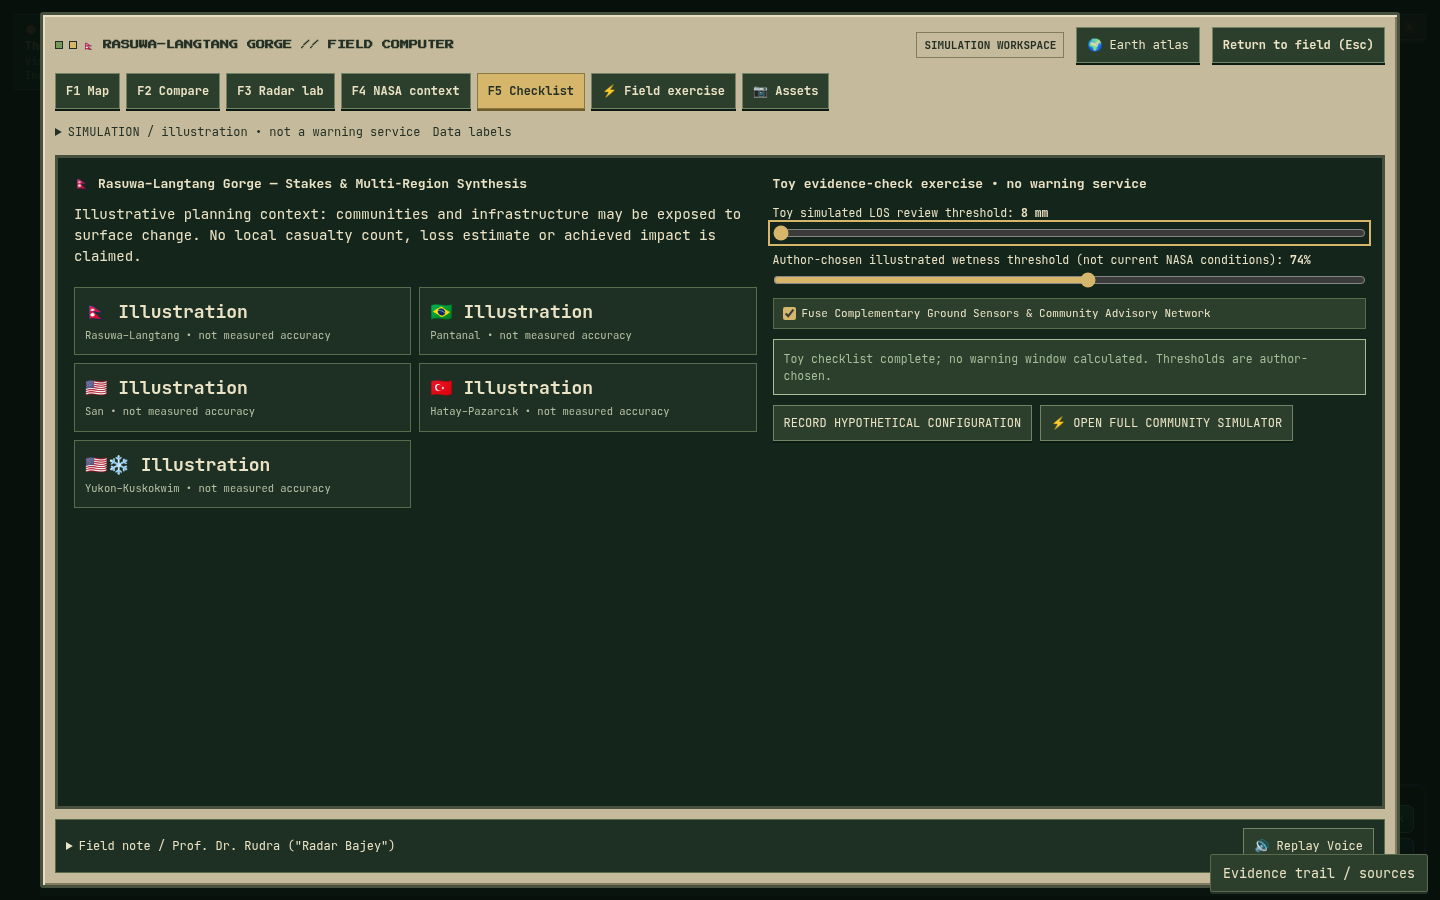 RASUWA-LANGTANG GORGE // FIELD COMPUTER
SIMULATION WORKSPACE
Earth atlas
Return to field (Esc)
F1 Map
F2 Compare
F3 Radar lab
F4 NASA context
F5 Checklist
Field exercise
Assets
SIMULATION / illustration • not a warning service Data labels
Rasuwa–Langtang Gorge — Stakes & Multi-Region Synthesis
Illustrative planning context: communities and infrastructure may be exposed to
surface change. No local casualty count, loss estimate or achieved impact is
claimed.
Illustration
Rasuwa–Langtang • not measured accuracy
Illustration
Pantanal • not measured accuracy
Illustration
San • not measured accuracy
Illustration
Hatay–Pazarcık • not measured accuracy
Illustration
Yukon–Kuskokwim • not measured accuracy
Toy evidence-check exercise • no warning service
Toy simulated LOS review threshold: 8 mm
Author-chosen illustrated wetness threshold (not current NASA conditions): 74%
Fuse Complementary Ground Sensors & Community Advisory Network
Toy checklist complete; no warning window calculated. Thresholds are author-
chosen.
RECORD HYPOTHETICAL CONFIGURATION
OPEN FULL COMMUNITY SIMULATOR
Field note / Prof. Dr. Rudra ("Radar Bajey")
Replay Voice
Evidence trail / sources